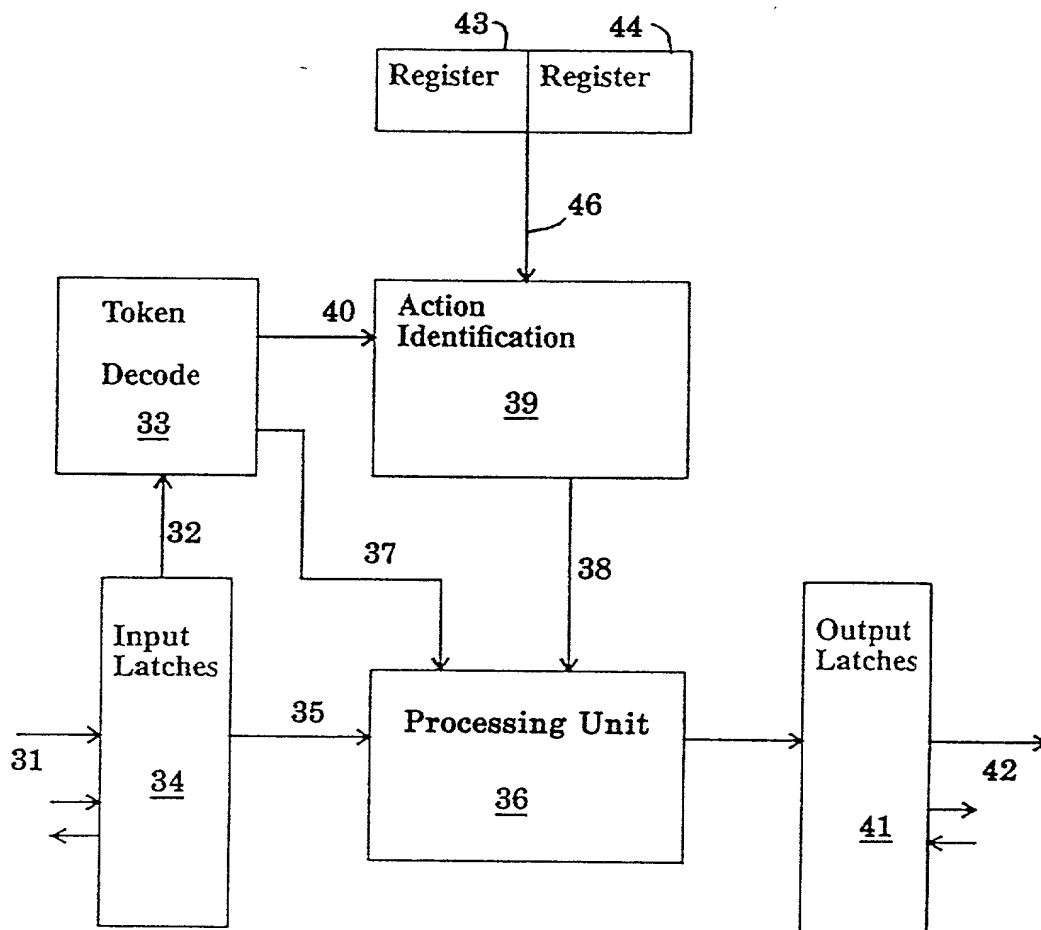 43
44
Register
Register
46
Token
Decode
33
40
Action
Identification
39
32
37
38
Input
Latches
34
31
35
Processing Unit
36
Output
Latches
41
42